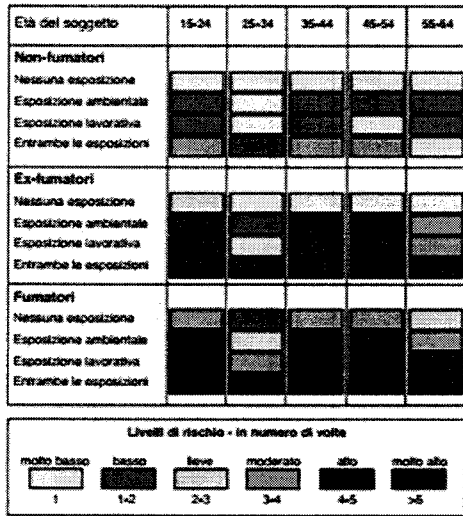 Età del soggetto 15-24 25-34 35-44 45-54 55-64
Non-fumatori
Nessuna esposizione
Esposizione ambientale
Esposizione lavorativa
Entrambe le esposizioni
Ex-fumatori
Nessuna esposizione
Esposizione ambientale
Esposizione lavorativa
Entrambe le esposizioni
Fumatori
Nessuna esposizione
Esposizione ambientale
Esposizione lavorativa
Entrambe le esposizioni
Livelli di rischio - in numero di volte
molto basso basso lieve moderato alto molto alto
1 1-2 2-3 3-4 4-5 >5